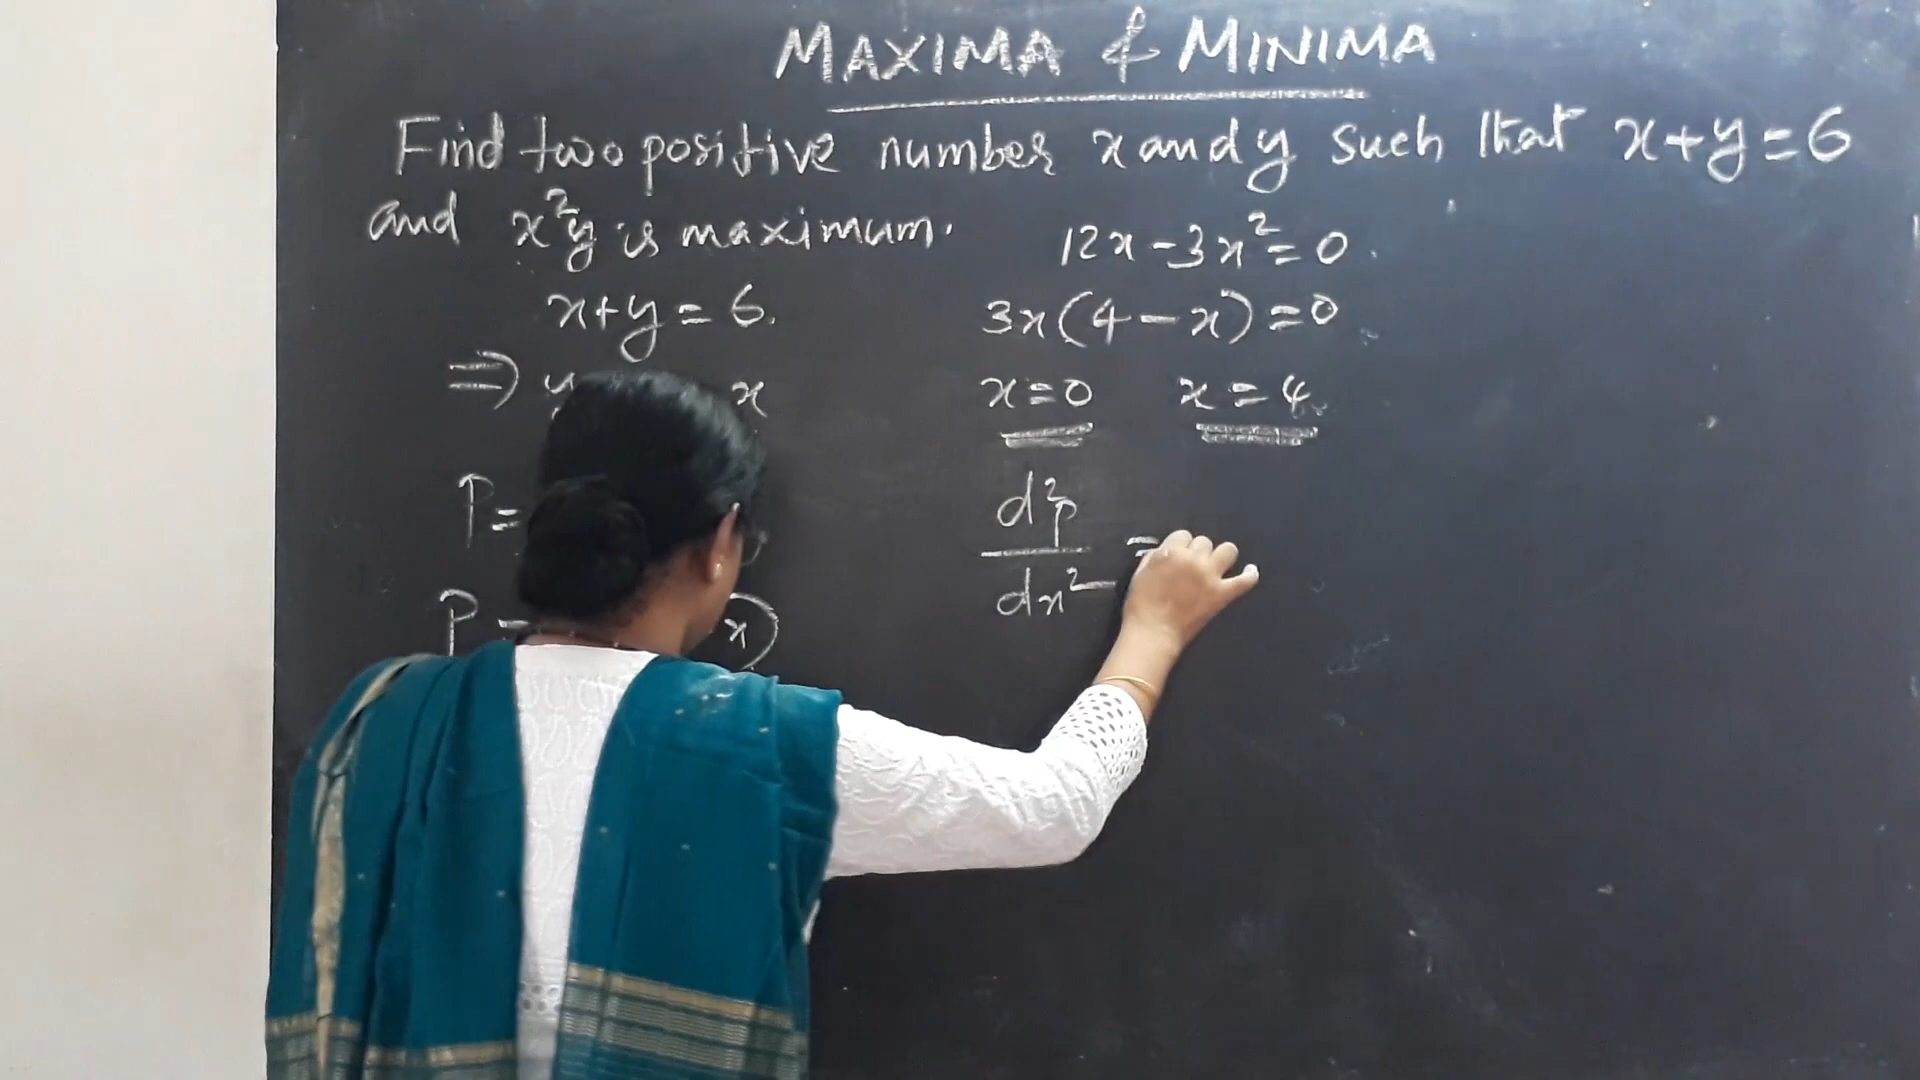 MAXIMA & MINIMA
Find two positive number x and y such that x+y=6
and x²y is maximum.
x+y=6.
⇒ y x
P=
P= x)
12x-3x²=0.
3x(4-x)=0
x=0 x=4
d²p
dx² =